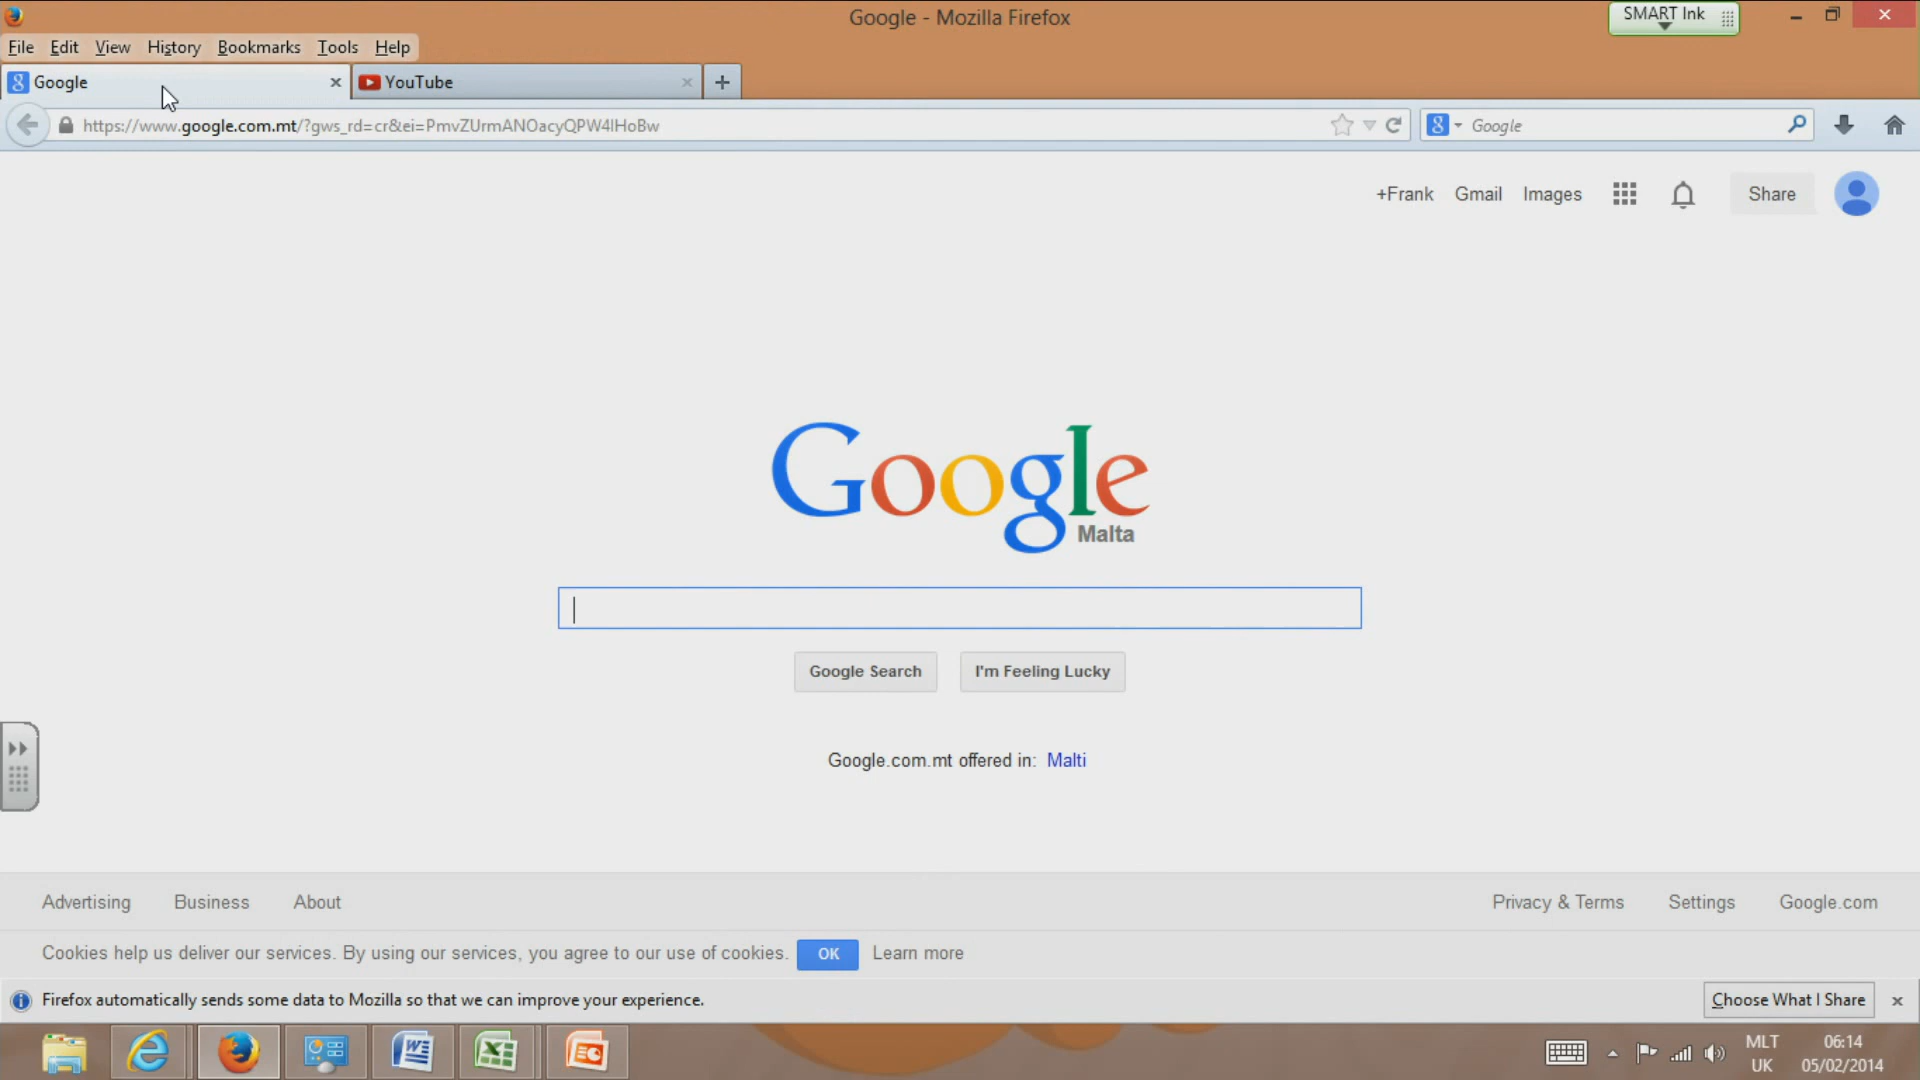 Google - Mozilla Firefox
SMART Ink
File Edit View History Bookmarks Tools Help
Google
YouTube
https://www.google.com.mt/?gws_rd=cr&ei=PmvZUrmANOacyQPW4IHoBw
Google
+Frank Gmail Images Share
Google
Malta
Google Search I'm Feeling Lucky
Google.com.mt offered in: Malti
Advertising Business About Privacy & Terms Settings Google.com
Cookies help us deliver our services. By using our services, you agree to our use of cookies. OK Learn more
Firefox automatically sends some data to Mozilla so that we can improve your experience. Choose What I Share
MLT 06:14
UK 05/02/2014